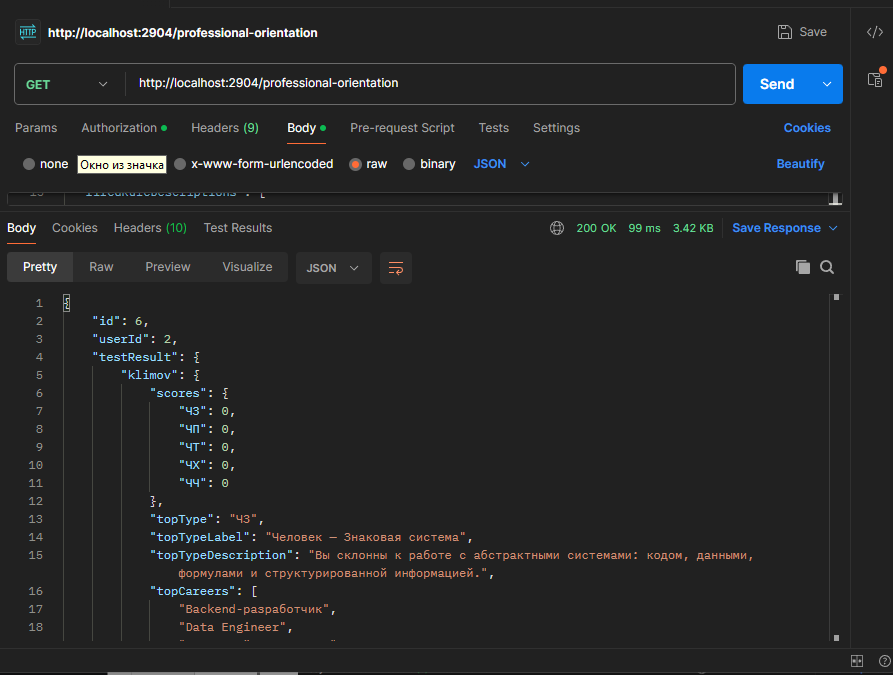 HTTP http://localhost:2904/professional-orientation Save </>
GET http://localhost:2904/professional-orientation Send
Params Authorization Headers (9) Body Pre-request Script Tests Settings Cookies
none Окно из значка x-www-form-urlencoded raw binary JSON Beautify
Body Cookies Headers (10) Test Results 200 OK 99 ms 3.42 KB Save Response
Pretty Raw Preview Visualize JSON
1 {
2 "id": 6,
3 "userId": 2,
4 "testResult": {
5 "klimov": {
6 "scores": {
7 "ЧЗ": 0,
8 "ЧП": 0,
9 "ЧТ": 0,
10 "ЧХ": 0,
11 "ЧЧ": 0
12 },
13 "topType": "ЧЗ",
14 "topTypeLabel": "Человек — Знаковая система",
15 "topTypeDescription": "Вы склонны к работе с абстрактными системами: кодом, данными,
формулами и структурированной информацией.",
16 "topCareers": [
17 "Backend-разработчик",
18 "Data Engineer",